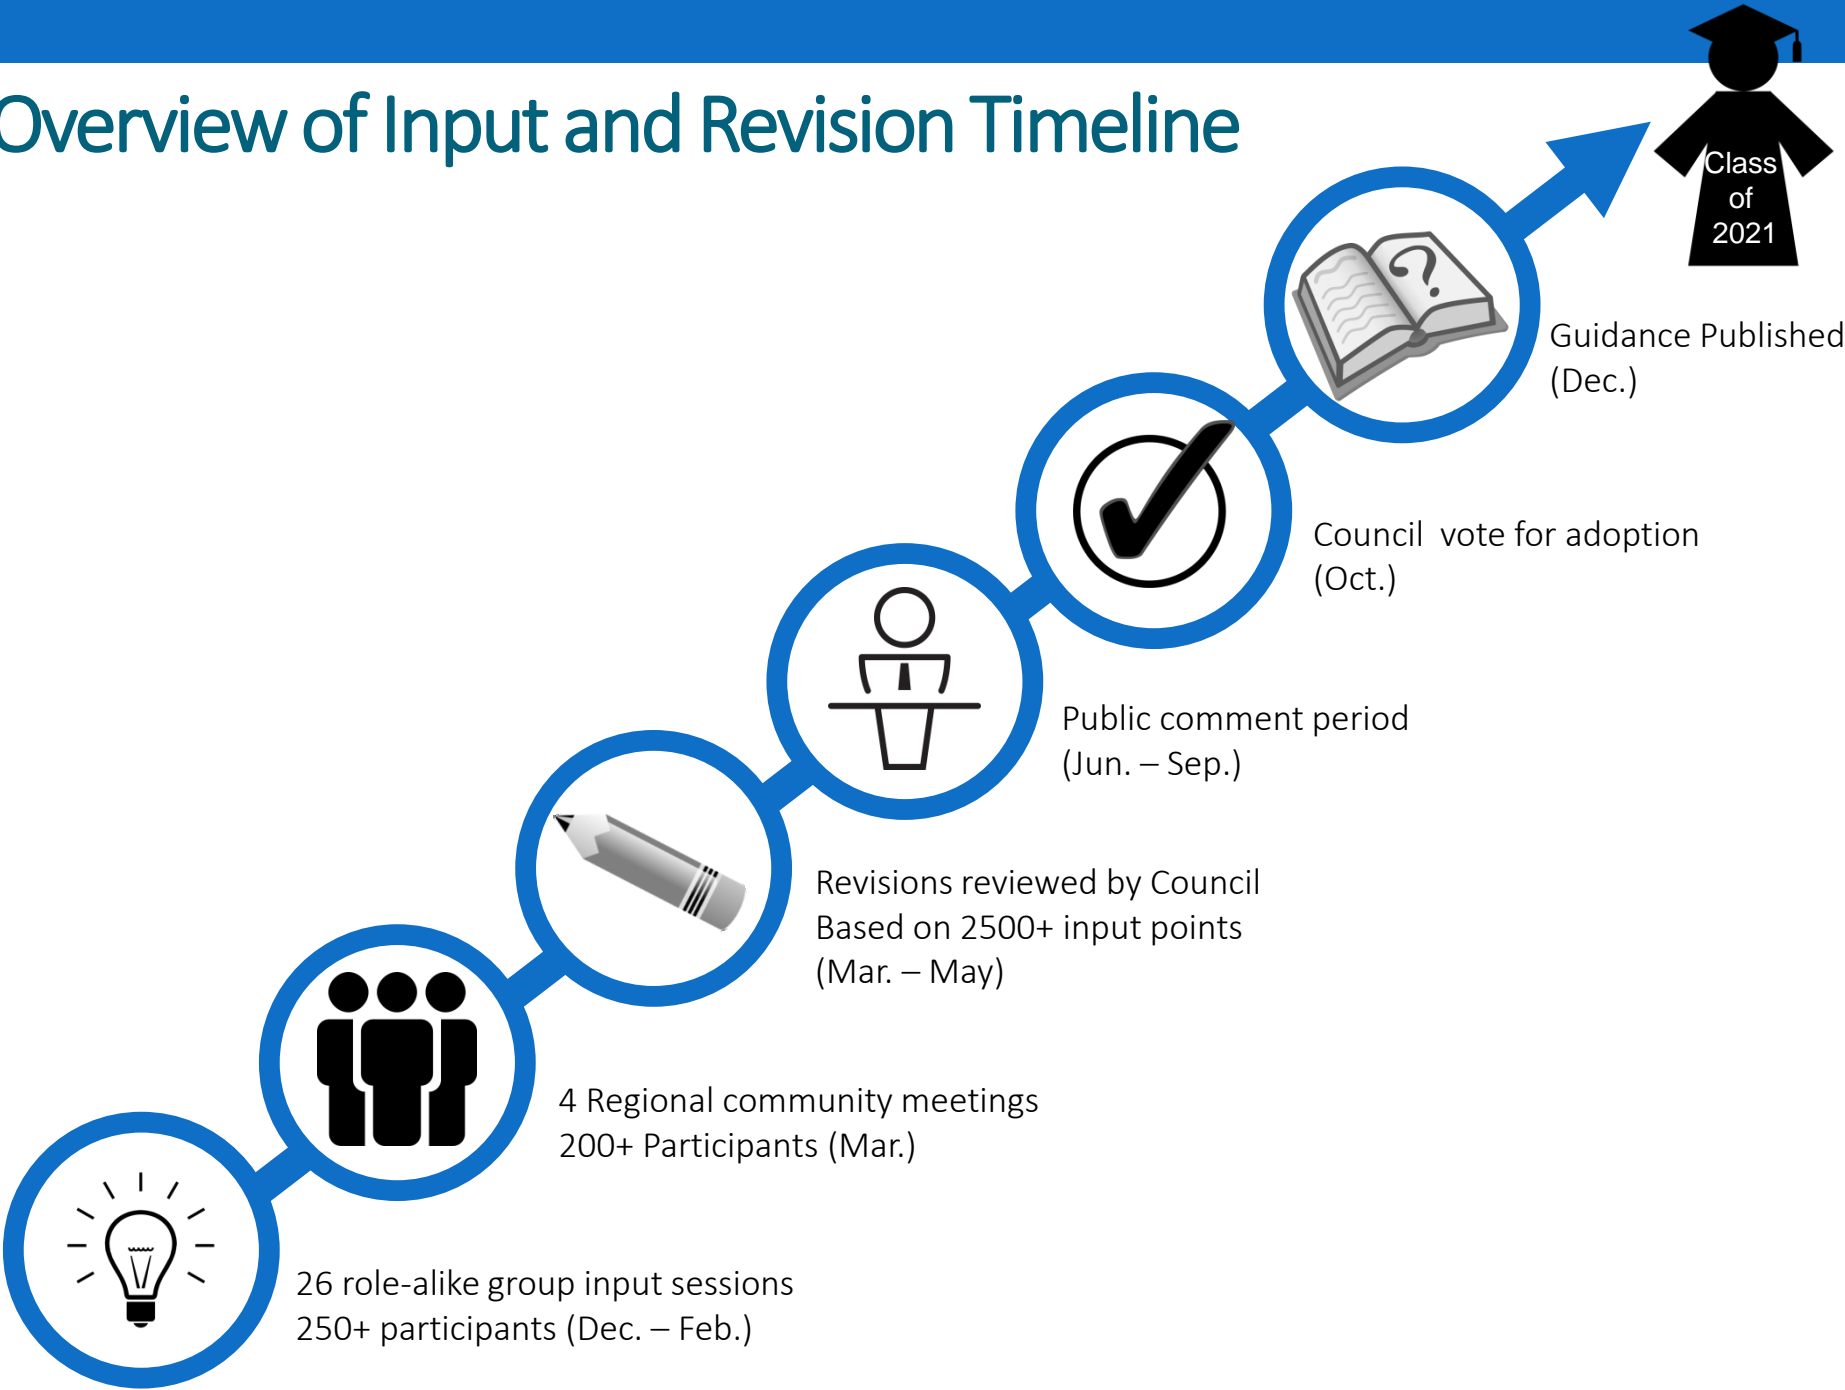 Overview of Input and Revision Timeline
Class
of
2021
Guidance Published
(Dec.)
Council  vote for adoption
(Oct.)
Public comment period
(Jun. – Sep.)
Revisions reviewed by Council
Based on 2500+ input points
(Mar. – May)
4 Regional community meetings
200+ Participants (Mar.)
26 role-alike group input sessions
250+ participants (Dec. – Feb.)
?